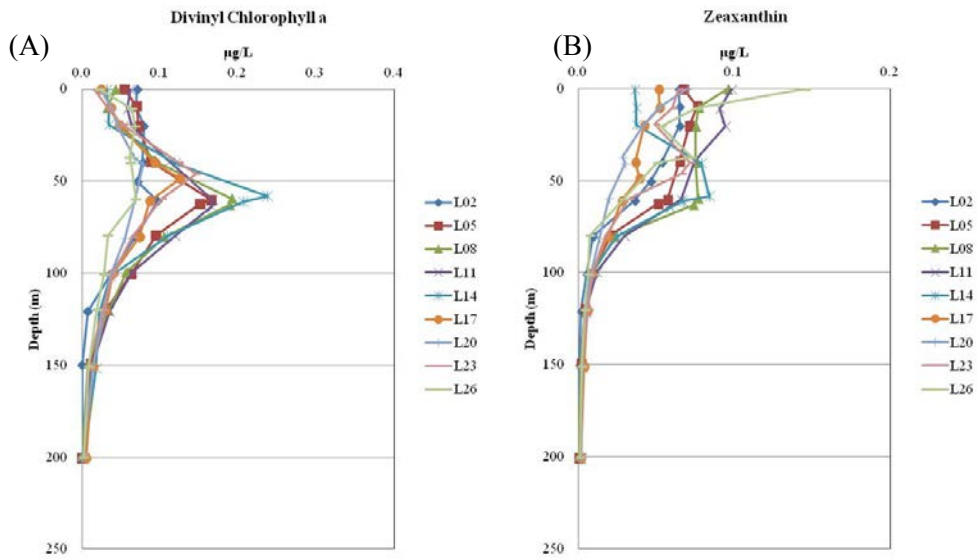 Divinyl Chlorophyll a
(A)
µg/L
0.0 0.1 0.2 0.3 0.4
0
50
100
150
200
250
Depth (m)
L02
L05
L08
L11
L14
L17
L20
L23
L26
Zeaxanthin
(B)
µg/L
0.0 0.1 0.2
0
50
100
150
200
250
Depth (m)
L02
L05
L08
L11
L14
L17
L20
L23
L26